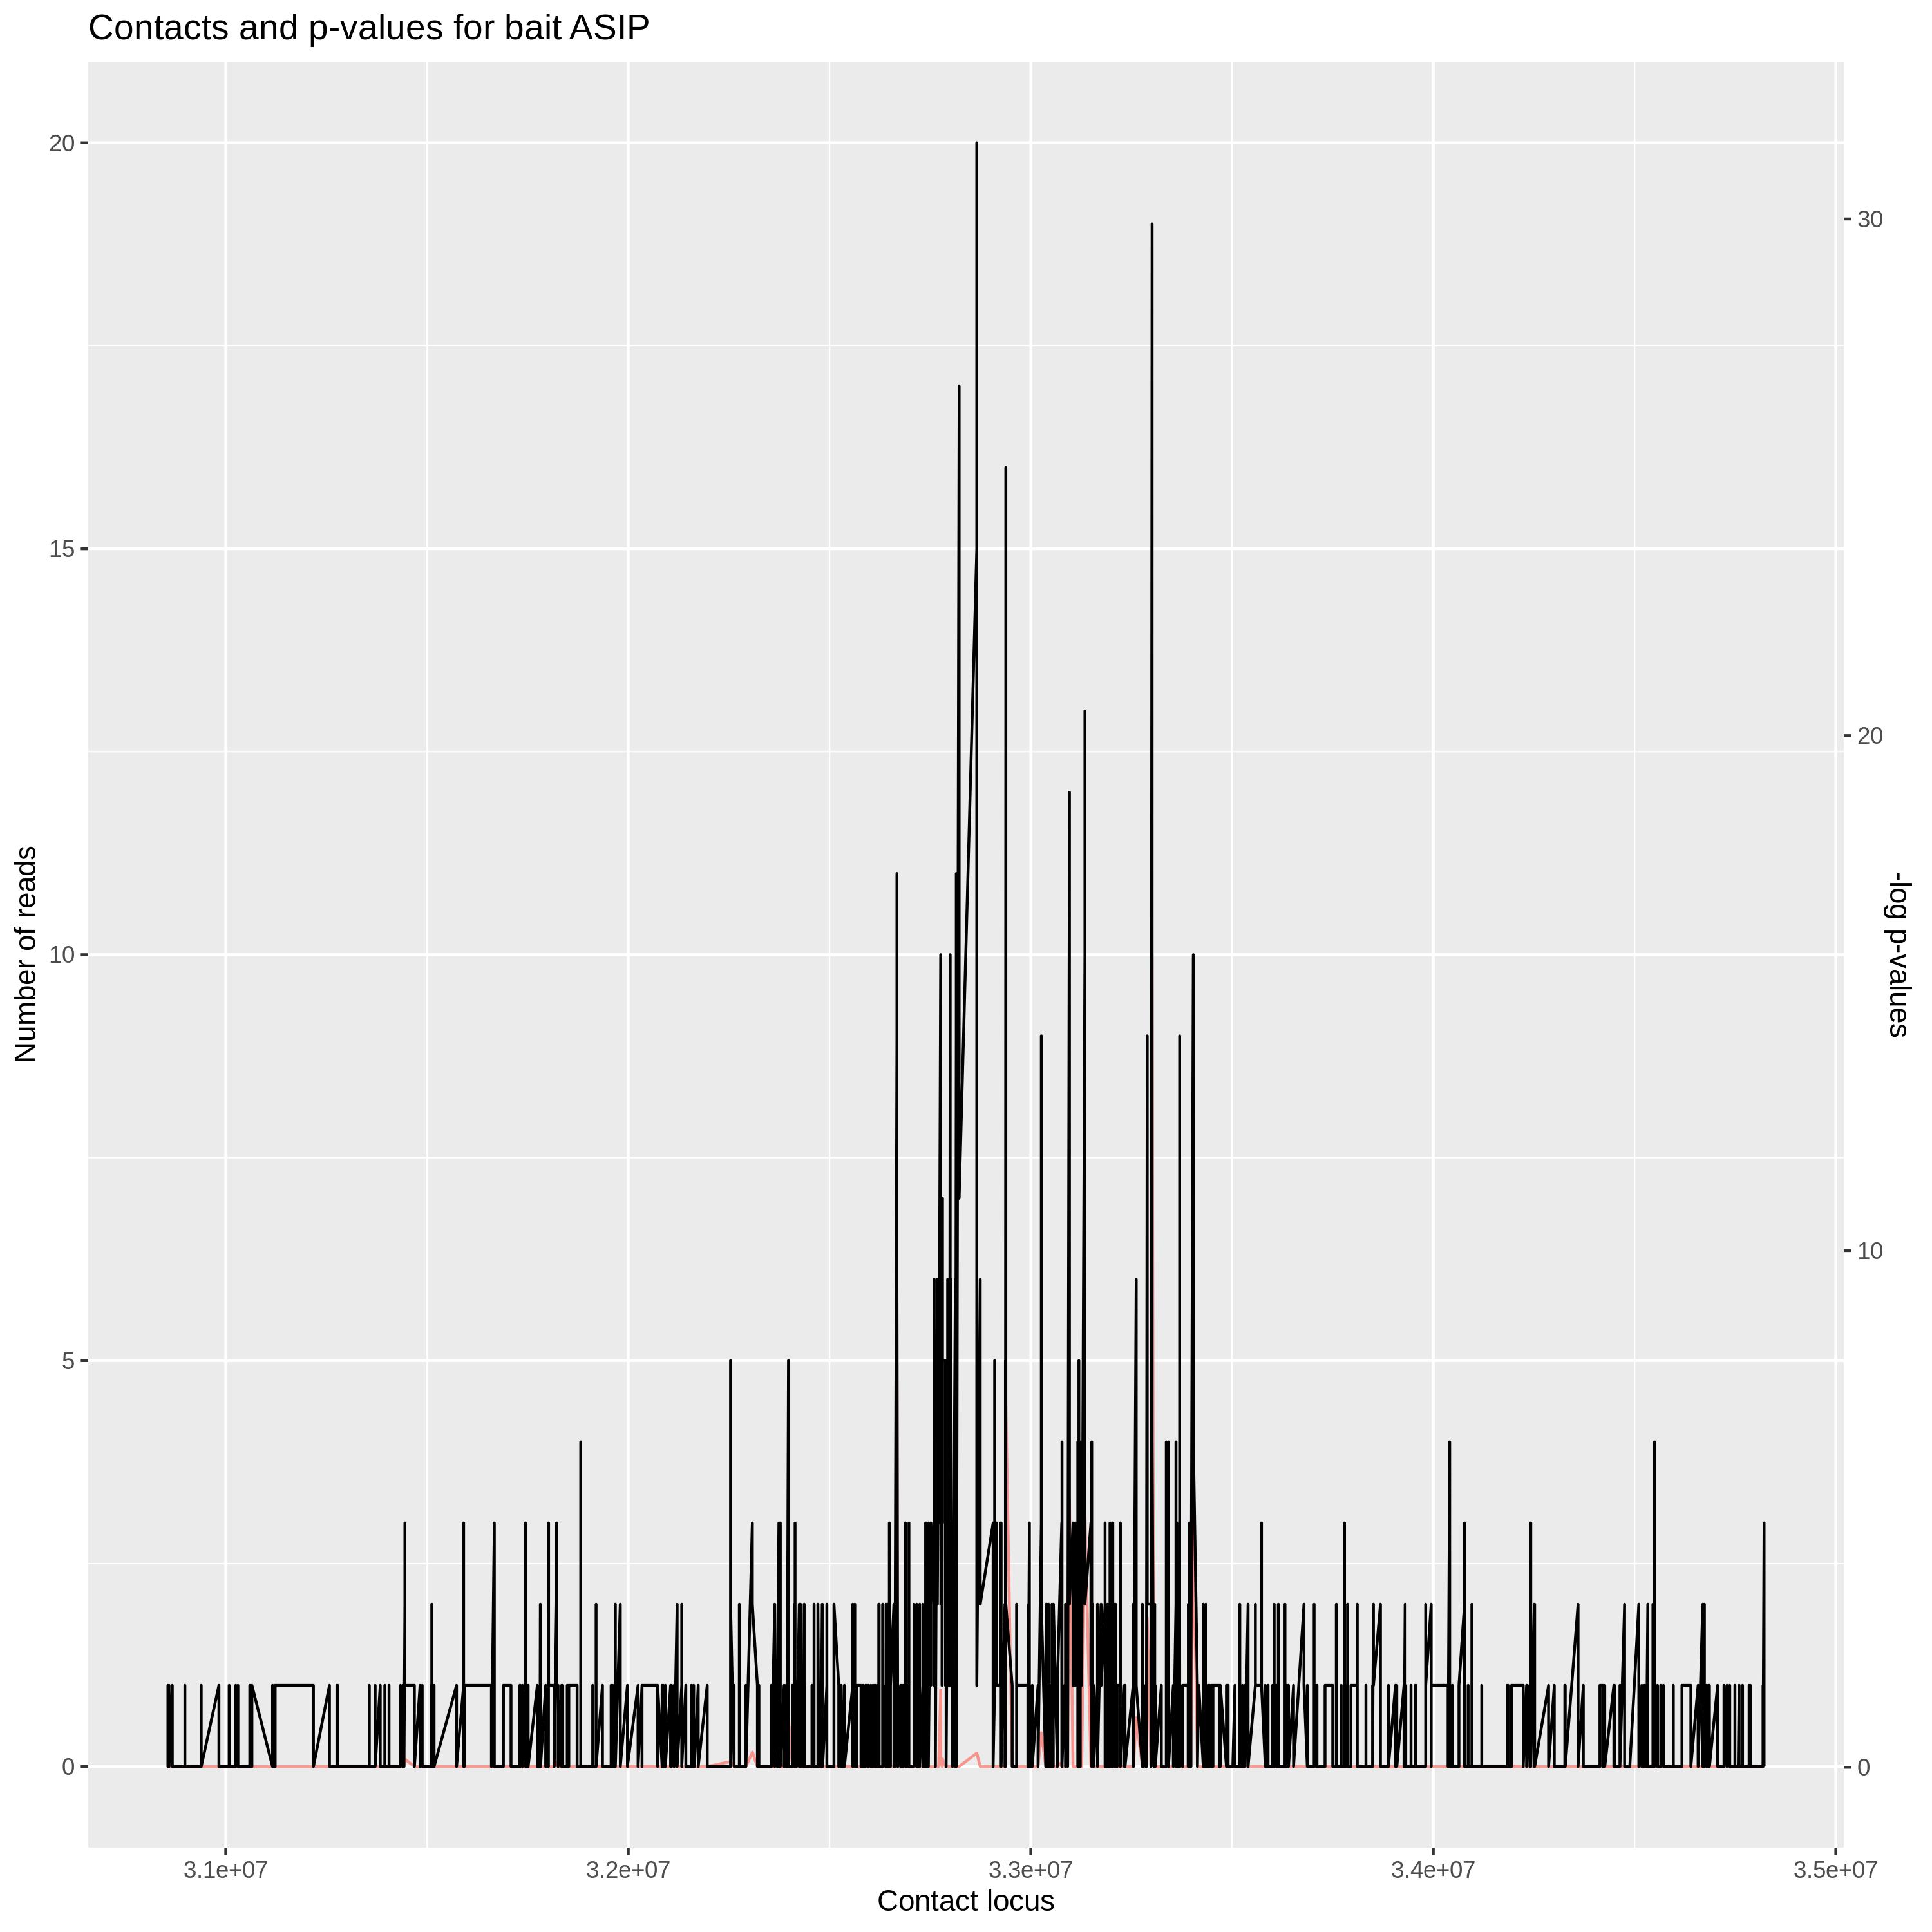 Contacts and p-values for bait ASIP
20
15
10
5
0
Number of reads
30
20
10
0
-log p-values
3.1e+07
3.2e+07
3.3e+07
3.4e+07
3.5e+07
Contact locus